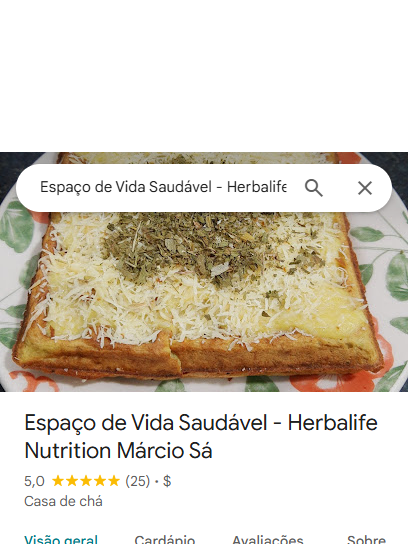 Espaço de Vida Saudável - Herbalife
Espaço de Vida Saudável - Herbalife
Nutrition Márcio Sá
5,0 ★★★★★ (25) · $
Casa de chá
Visão geral Cardápio Avaliações Sobre